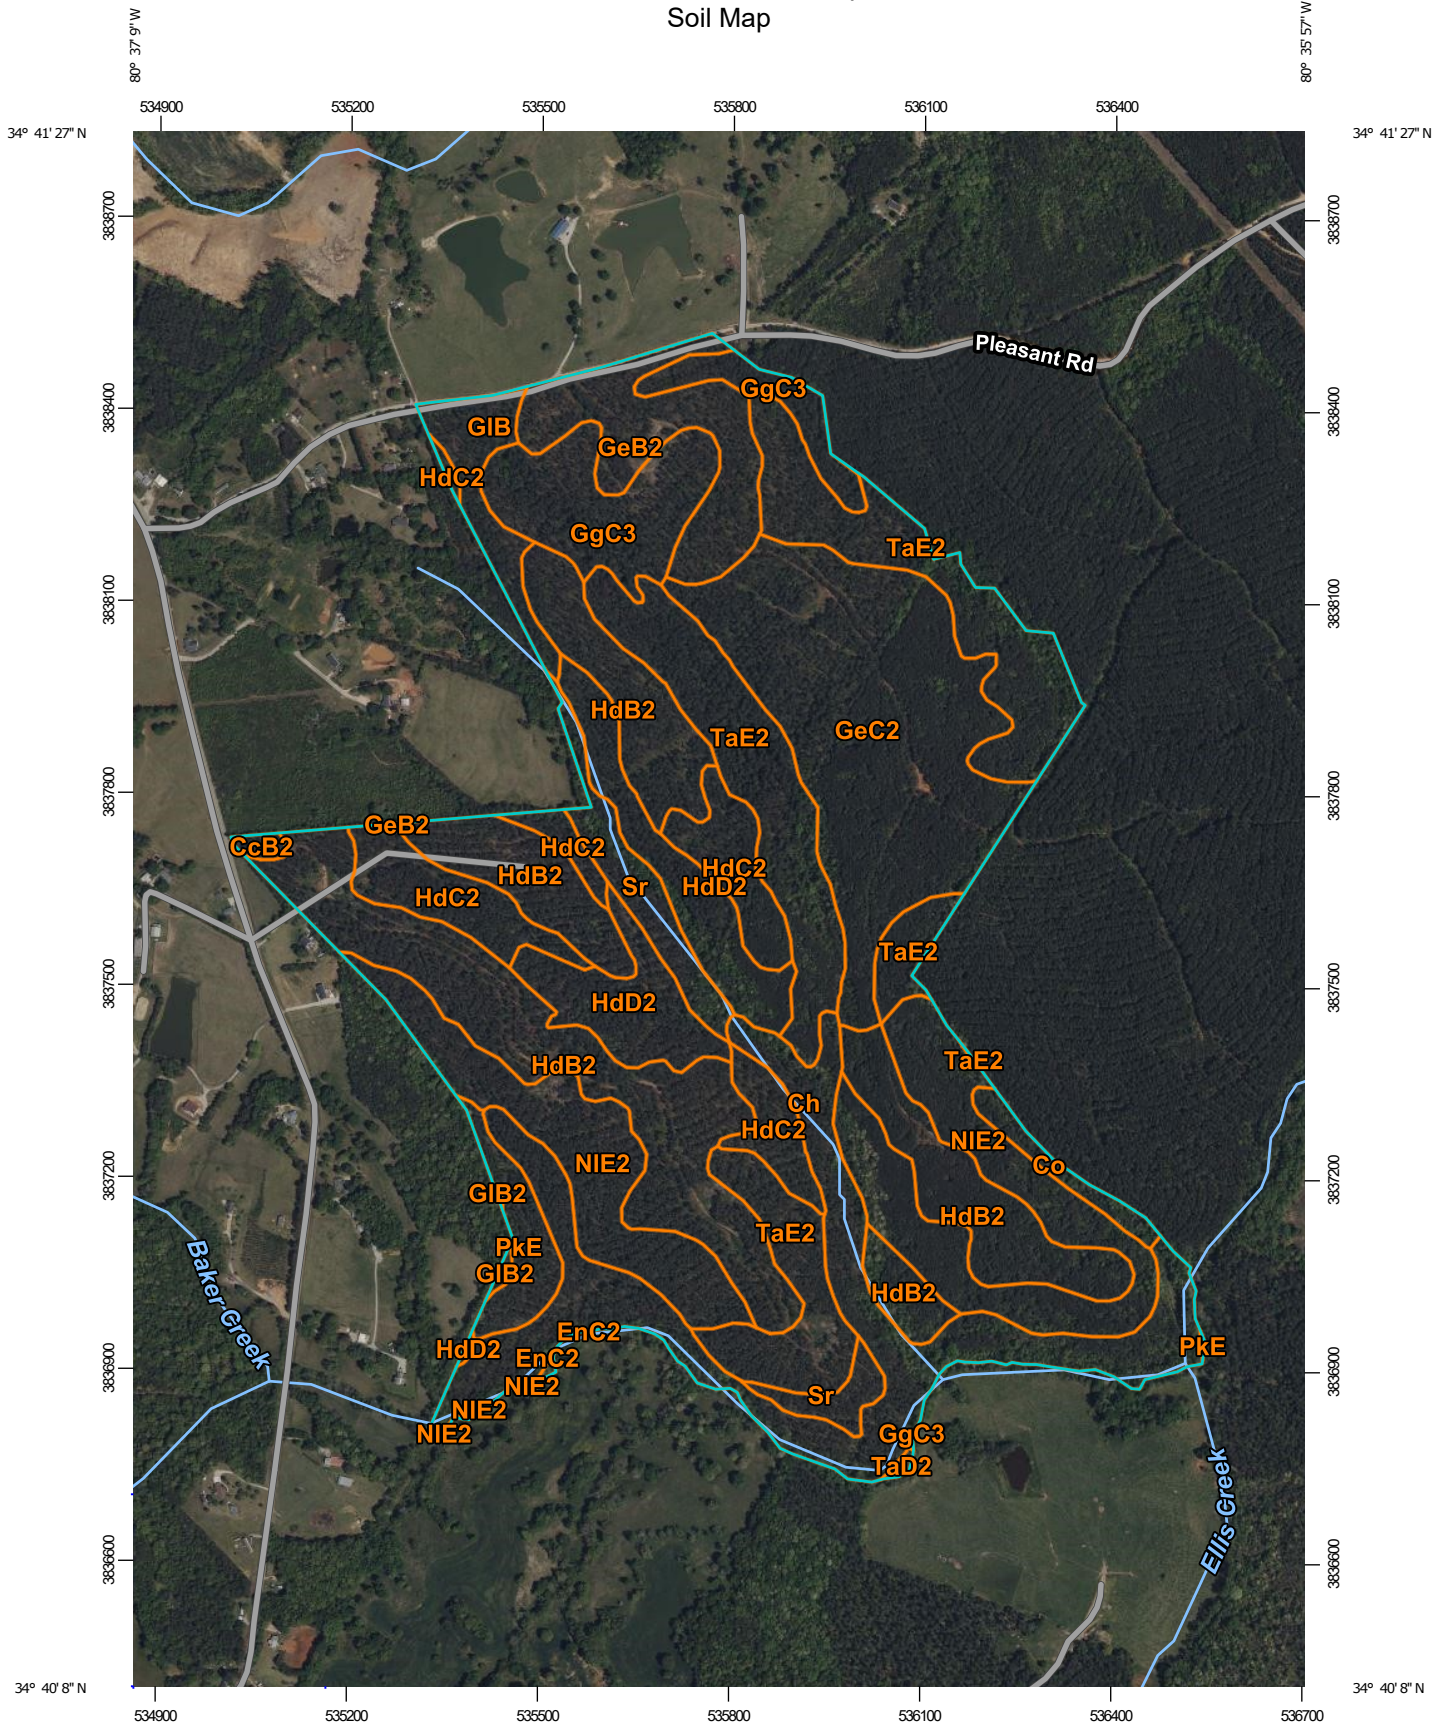 Soil Map
80° 37' 9'' W
80° 35' 57'' W
534900
535200
535500
535800
536100
536400
34° 41' 27'' N
34° 41' 27'' N
3838700
3838700
Pleasant Rd
GgC3
3838400
3838400
GlB
GeB2
HdC2
GgC3
TaE2
3838100
3838100
HdB2
TaE2
GeC2
3837800
3837800
GeB2
CcB2
HdC2
HdB2
HdC2
Sr
HdC2
HdD2
TaE2
3837500
3837500
HdD2
HdB2
TaE2
Ch
HdC2
NlE2
NlE2
Co
3837200
3837200
GlB2
HdB2
TaE2
PkE
GlB2
Baker Creek
HdB2
EnC2
HdD2
EnC2
PkE
3836900
3836900
NlE2
Sr
NlE2
NlE2
GgC3
TaD2
Ellis Creek
3836600
3836600
34° 40' 8'' N
34° 40' 8'' N
534900
535200
535500
535800
536100
536400
536700